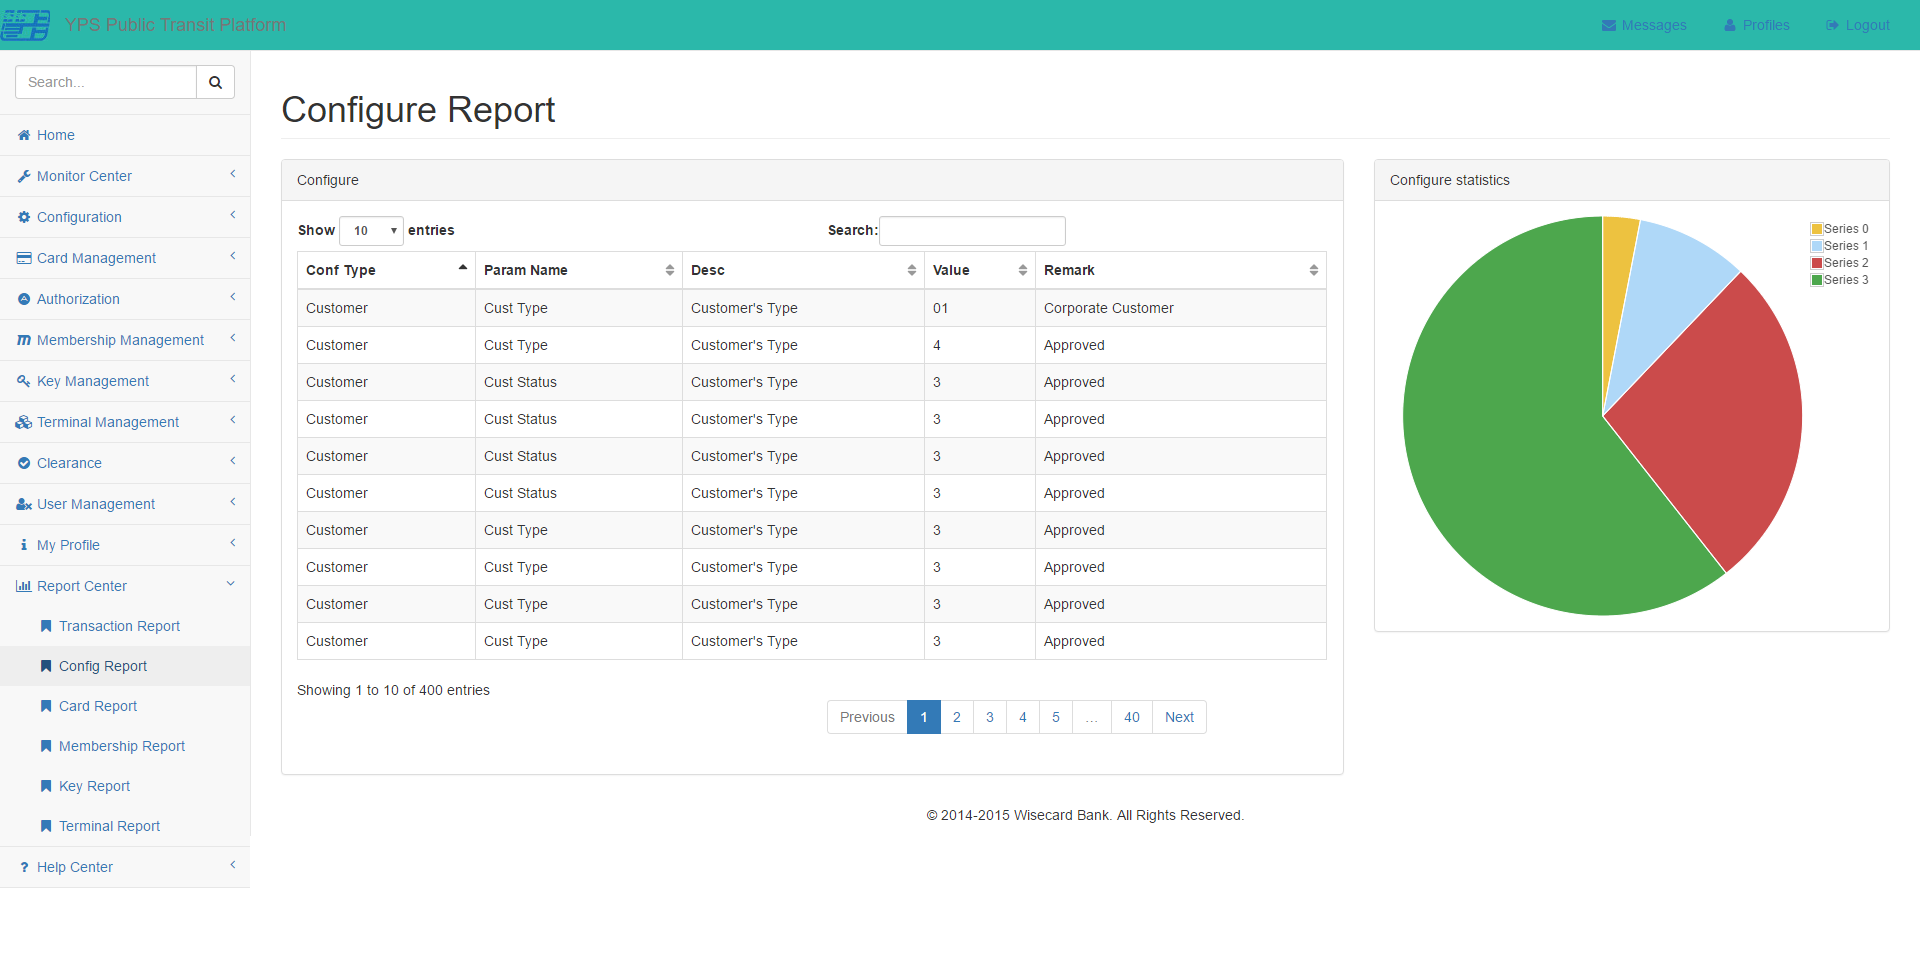 YPS Public Transit Platform
Messages
Profiles
Logout
Search...
Home
Monitor Center
Configuration
Card Management
Authorization
Membership Management
Key Management
Terminal Management
Clearance
User Management
My Profile
Report Center
Transaction Report
Config Report
Card Report
Membership Report
Key Report
Terminal Report
Help Center
Configure Report
Configure
Show 10 entries
Search:
Conf Type Param Name Desc Value Remark
Customer Cust Type Customer's Type 01 Corporate Customer
Customer Cust Type Customer's Type 4 Approved
Customer Cust Status Customer's Type 3 Approved
Customer Cust Status Customer's Type 3 Approved
Customer Cust Status Customer's Type 3 Approved
Customer Cust Status Customer's Type 3 Approved
Customer Cust Type Customer's Type 3 Approved
Customer Cust Type Customer's Type 3 Approved
Customer Cust Type Customer's Type 3 Approved
Customer Cust Type Customer's Type 3 Approved
Showing 1 to 10 of 400 entries
Previous 1 2 3 4 5 … 40 Next
Configure statistics
Series 0
Series 1
Series 2
Series 3
© 2014-2015 Wisecard Bank. All Rights Reserved.